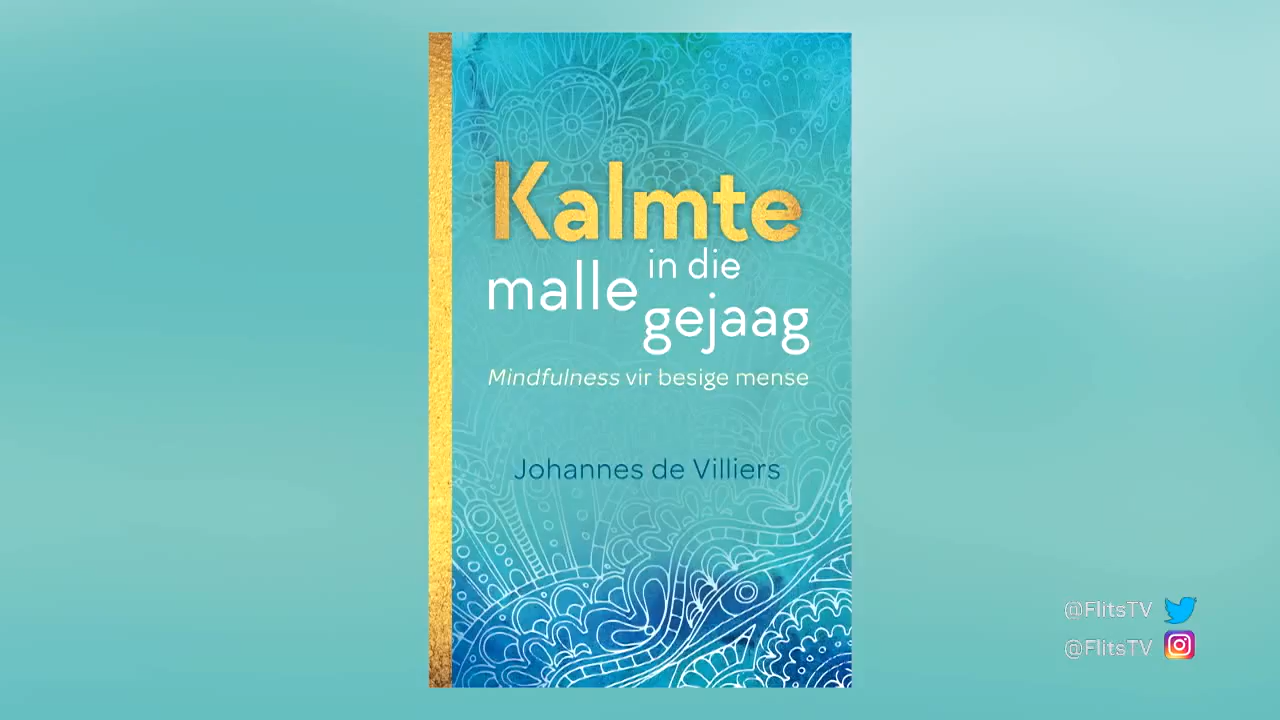 Kalmte
in die
malle
gejaag
Mindfulness vir besige mense
Johannes de Villiers
@FlitsTV
@FlitsTV